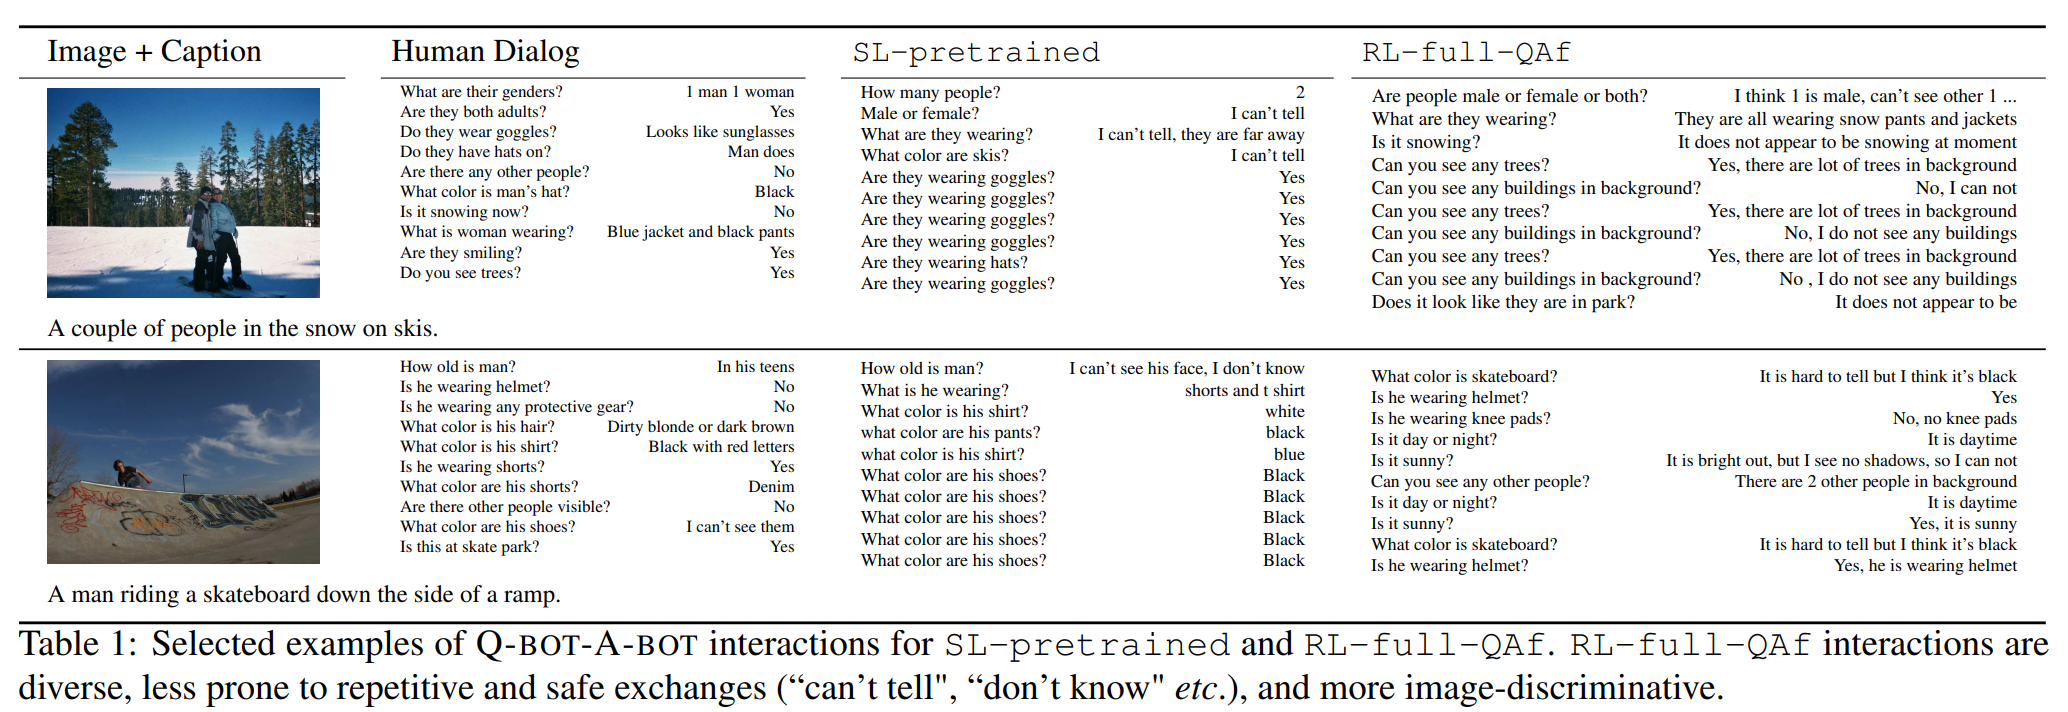 Image + Caption
Human Dialog
SL-pretrained
RL-full-QAf
What are their genders? 1 man 1 woman
Are they both adults? Yes
Do they wear goggles? Looks like sunglasses
Do they have hats on? Man does
Are there any other people? No
What color is man's hat? Black
Is it snowing now? No
What is woman wearing? Blue jacket and black pants
Are they smiling? Yes
Do you see trees? Yes
How many people? 2
Male or female? I can't tell
What are they wearing? I can't tell, they are far away
What color are skis? I can't tell
Are they wearing goggles? Yes
Are they wearing goggles? Yes
Are they wearing goggles? Yes
Are they wearing goggles? Yes
Are they wearing hats? Yes
Are they wearing goggles? Yes
Are people male or female or both? I think 1 is male, can't see other 1 ...
What are they wearing? They are all wearing snow pants and jackets
Is it snowing? It does not appear to be snowing at moment
Can you see any trees? Yes, there are lot of trees in background
Can you see any buildings in background? No, I can not
Can you see any trees? Yes, there are lot of trees in background
Can you see any buildings in background? No, I do not see any buildings
Can you see any trees? Yes, there are lot of trees in background
Can you see any buildings in background? No , I do not see any buildings
Does it look like they are in park? It does not appear to be
A couple of people in the snow on skis.
How old is man? In his teens
Is he wearing helmet? No
Is he wearing any protective gear? No
What color is his hair? Dirty blonde or dark brown
What color is his shirt? Black with red letters
Is he wearing shorts? Yes
What color are his shorts? Denim
Are there other people visible? No
What color are his shoes? I can't see them
Is this at skate park? Yes
How old is man? I can't see his face, I don't know
What is he wearing? shorts and t shirt
What color is his shirt? white
what color are his pants? black
what color is his shirt? blue
What color are his shoes? Black
What color are his shoes? Black
What color are his shoes? Black
What color are his shoes? Black
What color are his shoes? Black
What color is skateboard? It is hard to tell but I think it's black
Is he wearing helmet? Yes
Is he wearing knee pads? No, no knee pads
Is it day or night? It is daytime
Is it sunny? It is bright out, but I see no shadows, so I can not
Can you see any other people? There are 2 other people in background
Is it day or night? It is daytime
Is it sunny? Yes, it is sunny
What color is skateboard? It is hard to tell but I think it's black
Is he wearing helmet? Yes, he is wearing helmet
A man riding a skateboard down the side of a ramp.
Table 1: Selected examples of Q-BOT-A-BOT interactions for SL-pretrained and RL-full-QAf. RL-full-QAf interactions are
diverse, less prone to repetitive and safe exchanges (“can't tell", “don't know" etc.), and more image-discriminative.